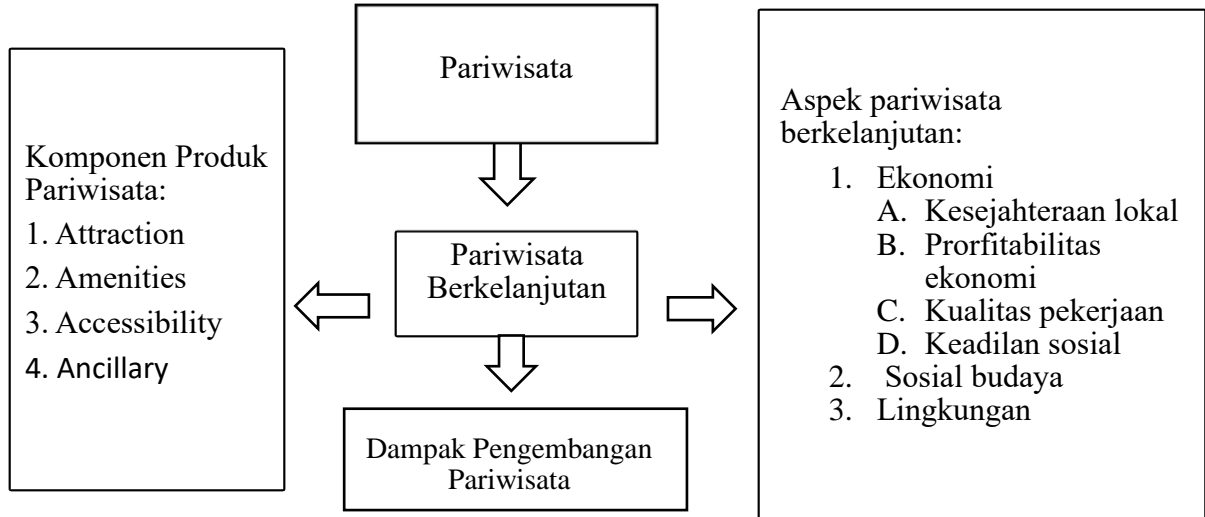 Pariwisata
Komponen Produk
Pariwisata:
1. Attraction
2. Amenities
3. Accessibility
4. Ancillary
Pariwisata
Berkelanjutan
Dampak Pengembangan
Pariwisata
Aspek pariwisata
berkelanjutan:
1. Ekonomi
A. Kesejahteraan lokal
B. Prorfitabilitas
ekonomi
C. Kualitas pekerjaan
D. Keadilan sosial
2. Sosial budaya
3. Lingkungan